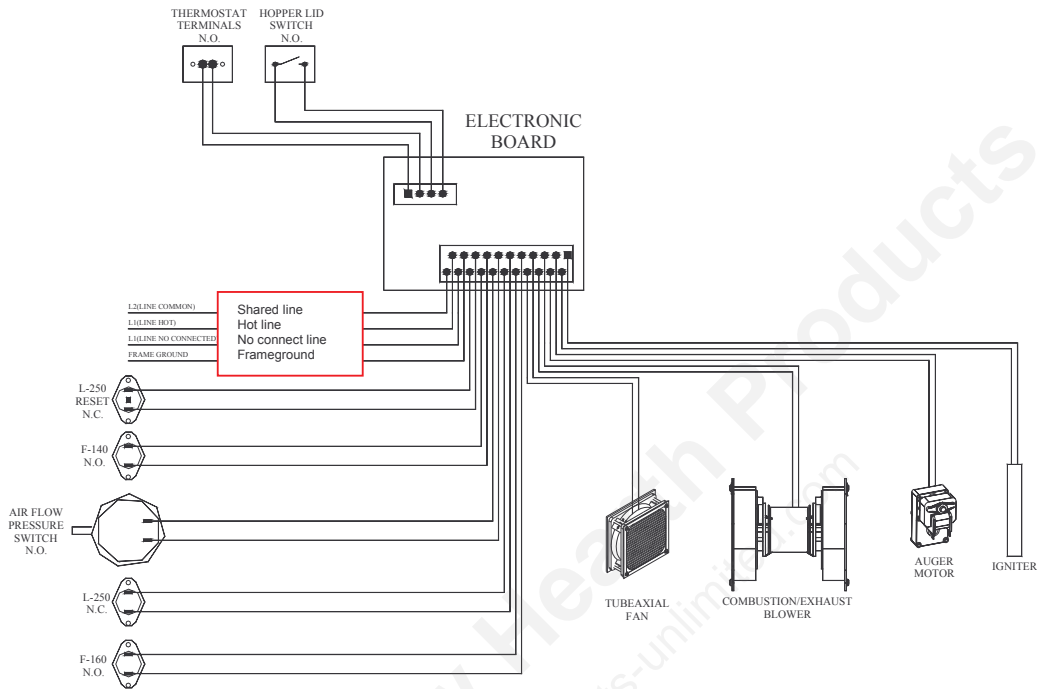 THERMOSTAT
TERMINALS
N.O.
HOPPER LID
SWITCH
N.O.
ELECTRONIC
BOARD
L2(LINE COMMON)
L1(LINE HOT)
L1(LINE NO CONNECTED)
FRAME GROUND
Shared line
Hot line
No connect line
Frameground
L-250
RESET
N.C.
F-140
N.O.
AIR FLOW
PRESSURE
SWITCH
N.O.
L-250
N.C.
F-160
N.O.
TUBEAXIAL
FAN
COMBUSTION/EXHAUST
BLOWER
AUGER
MOTOR
IGNITER
Hearth Products